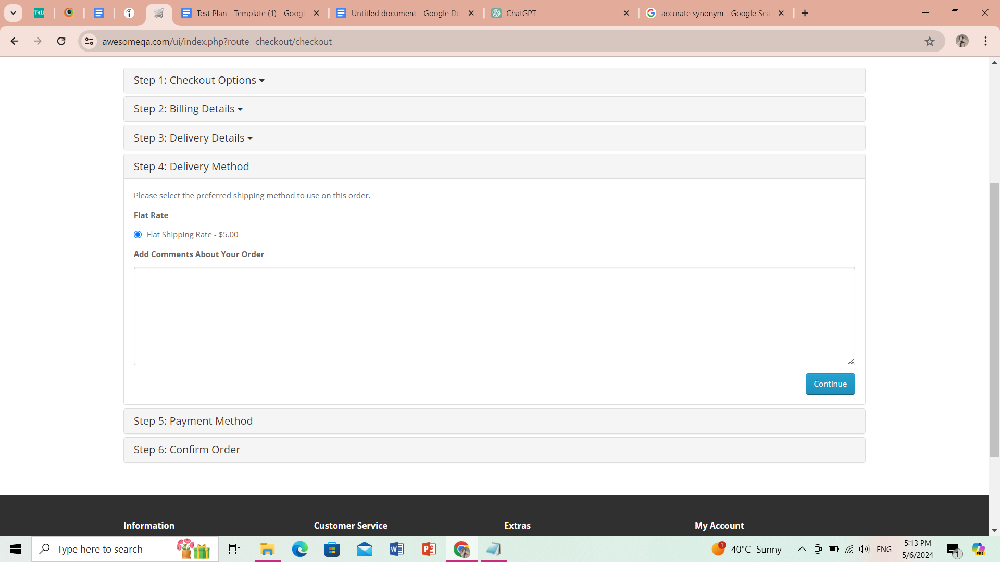 TKU
Test Plan - Template (1) - Googl
Untitled document - Google Do
ChatGPT
accurate synonym - Google Sea
awesomeqa.com/ui/index.php?route=checkout/checkout
Step 1: Checkout Options
Step 2: Billing Details
Step 3: Delivery Details
Step 4: Delivery Method
Please select the preferred shipping method to use on this order.
Flat Rate
Flat Shipping Rate - $5.00
Add Comments About Your Order
Continue
Step 5: Payment Method
Step 6: Confirm Order
Information
Customer Service
Extras
My Account
Type here to search
1
40°C Sunny
ENG
5:13 PM
5/6/2024
1
PRE